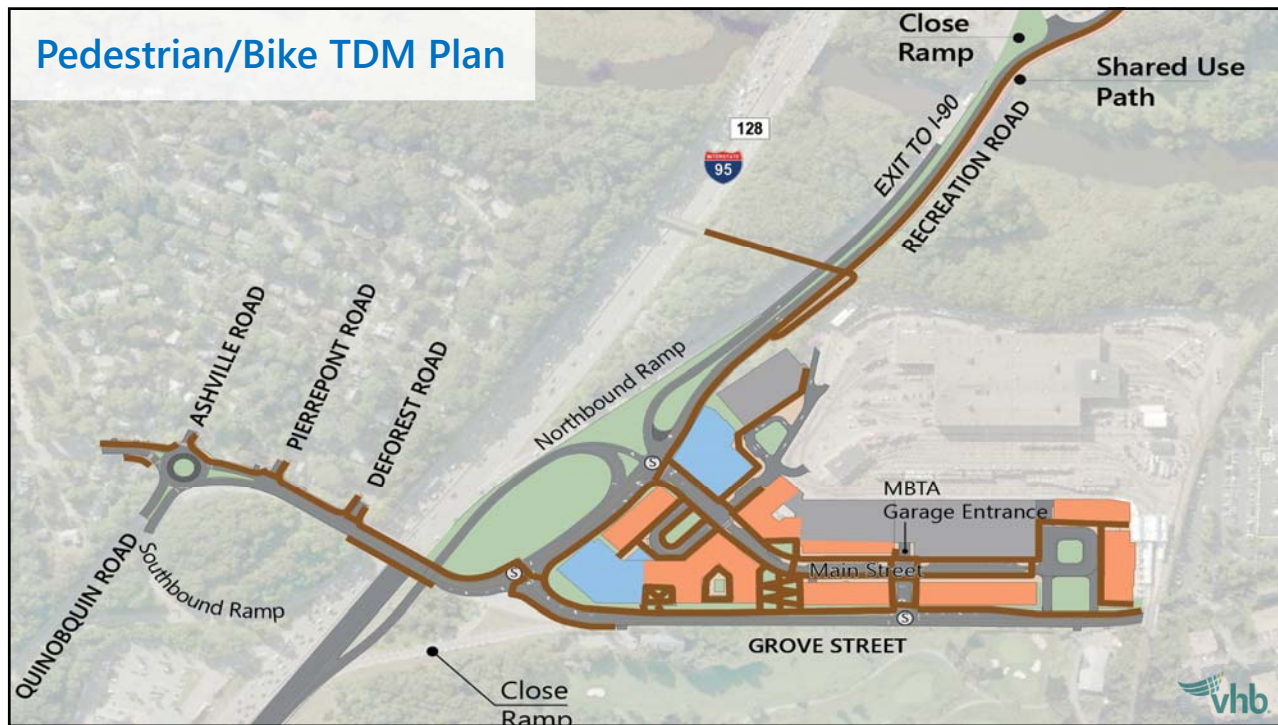 Pedestrian/Bike TDM Plan
Close
Ramp
Shared Use
Path
128
INTERSTATE
95
EXIT TO I-90
RECREATION ROAD
ASHVILLE ROAD
PIERREPONT ROAD
DEFOREST ROAD
Northbound Ramp
S
MBTA
Garage Entrance
Main Street
S
QUINOBQUIN ROAD
Southbound Ramp
S
GROVE STREET
Close
Ramp
vhb